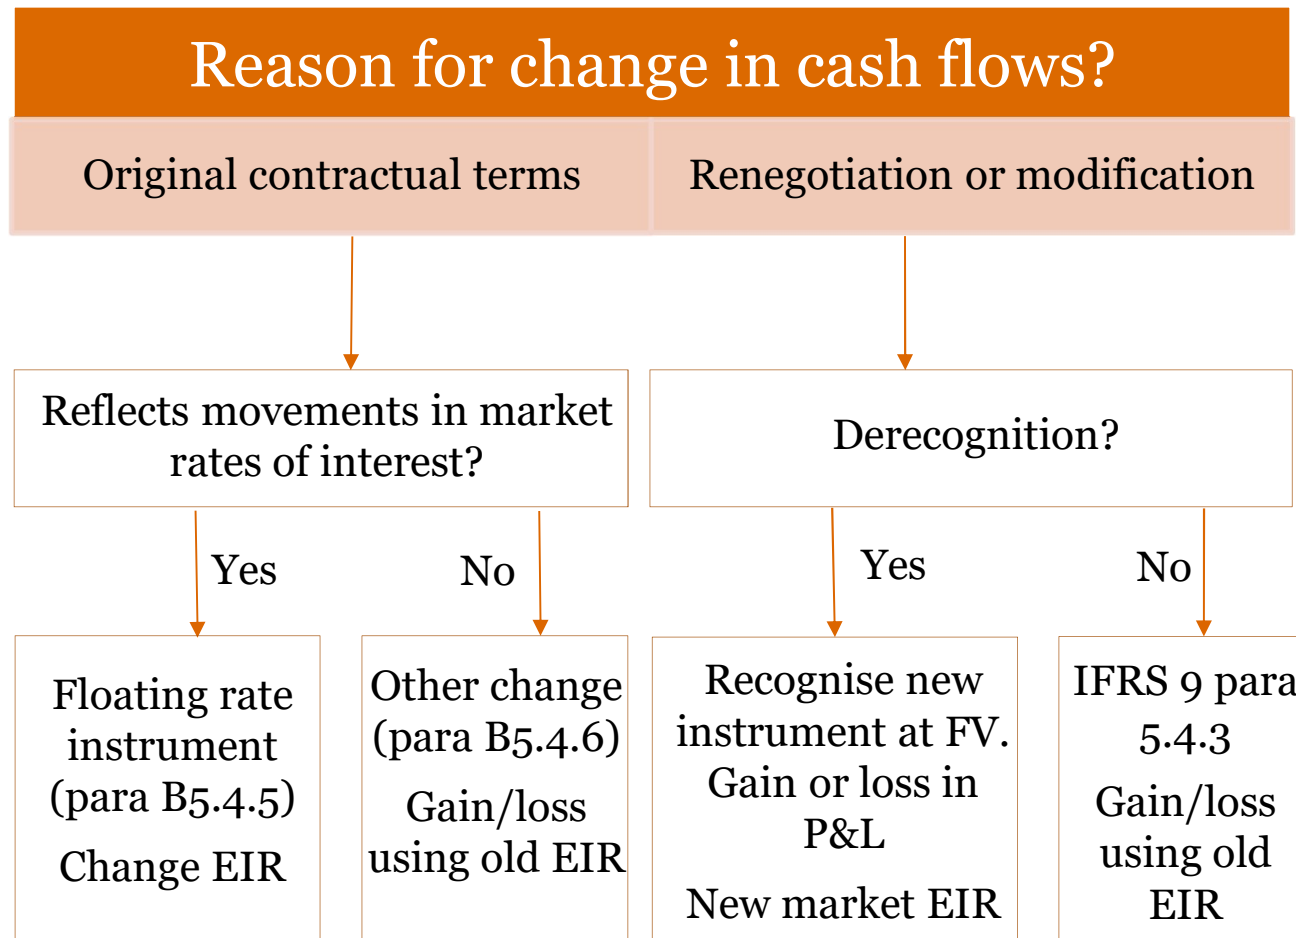 Reason for change in cash flows?
Original contractual terms
Renegotiation or modification
Reflects movements in market
rates of interest?
Derecognition?
Yes
No
Yes
No
Floating rate
instrument
(para B5.4.5)
Change EIR
Other change
(para B5.4.6)
Gain/loss
using old EIR
Recognise new
instrument at FV.
Gain or loss in
P&L
New market EIR
IFRS 9 para
5.4.3
Gain/loss
using old
EIR